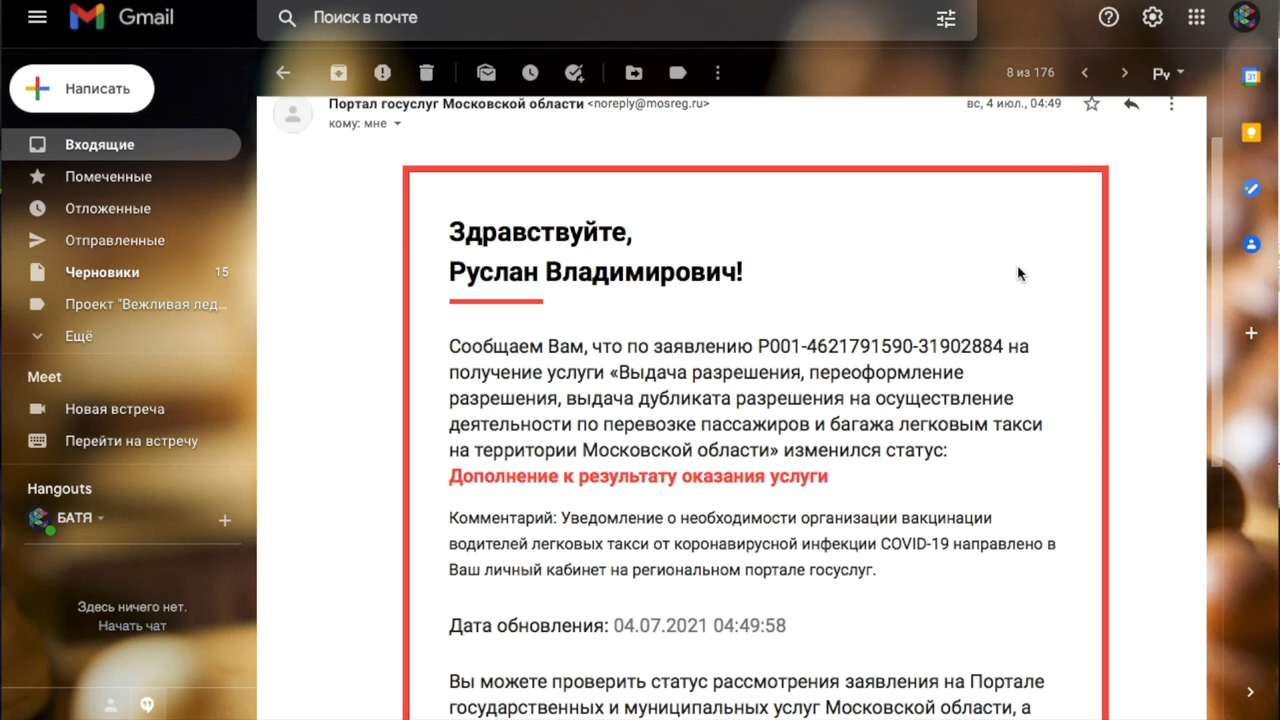 Gmail
Поиск в почте
Написать
8 из 176
Ру
Входящие
Помеченные
Отложенные
Отправленные
Черновики 15
Проект "Вежливая лед...
Ещё
Meet
Новая встреча
Перейти на встречу
Hangouts
БАТЯ
Здесь ничего нет.
Начать чат
Портал госуслуг Московской области <noreply@mosreg.ru>
вс, 4 июл., 04:49
кому: мне
Здравствуйте,
Руслан Владимирович!
Сообщаем Вам, что по заявлению P001-4621791590-31902884 на
получение услуги «Выдача разрешения, переоформление
разрешения, выдача дубликата разрешения на осуществление
деятельности по перевозке пассажиров и багажа легковым такси
на территории Московской области» изменился статус:
Дополнение к результату оказания услуги
Комментарий: Уведомление о необходимости организации вакцинации
водителей легковых такси от коронавирусной инфекции COVID-19 направлено в
Ваш личный кабинет на региональном портале госуслуг.
Дата обновления: 04.07.2021 04:49:58
Вы можете проверить статус рассмотрения заявления на Портале
государственных и муниципальных услуг Московской области, а
31